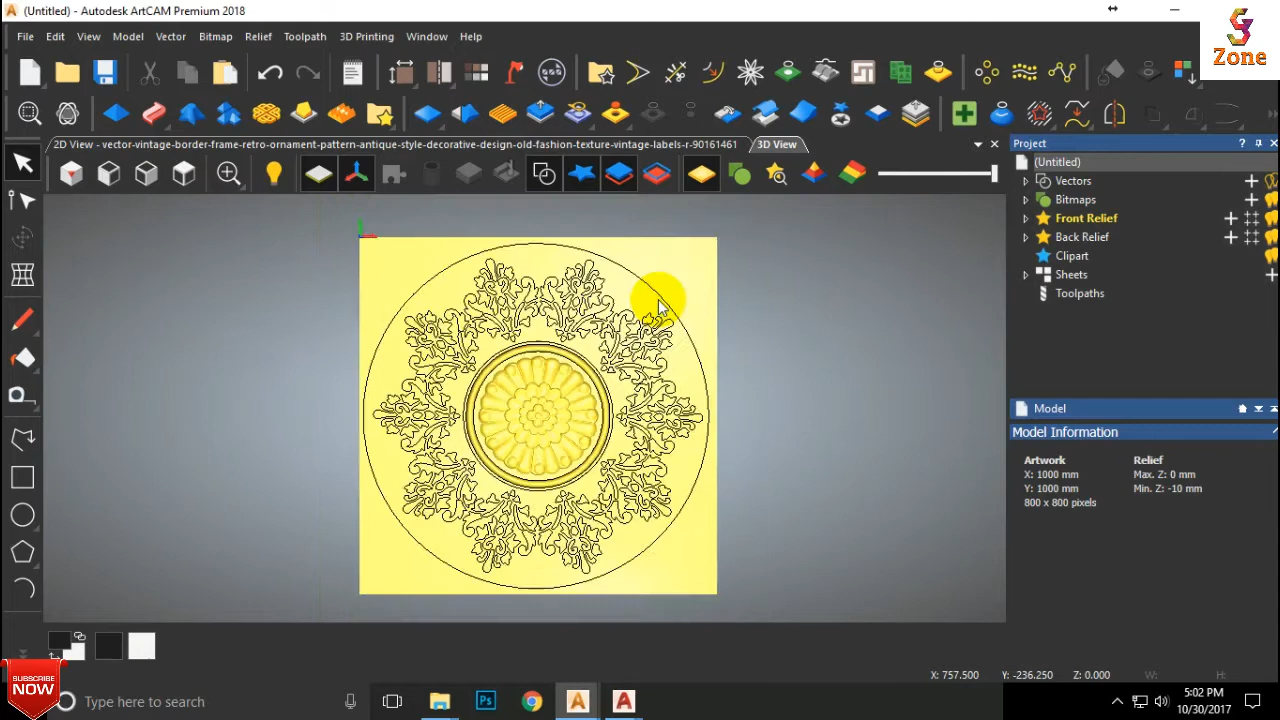 (Untitled) - Autodesk ArtCAM Premium 2018
Zone
File Edit View Model Vector Bitmap Relief Toolpath 3D Printing Window Help
2D View - vector-vintage-border-frame-retro-ornament-pattern-antique-style-decorative-design-old-fashion-texture-vintage-labels-r-90161461
3D View
Project
(Untitled)
Vectors
Bitmaps
Front Relief
Back Relief
Clipart
Sheets
Toolpaths
Model
Model Information
Artwork Relief
X: 1000 mm Max. Z: 0 mm
Y: 1000 mm Min. Z: -10 mm
800 x 800 pixels
X: 757.500 Y: -236.250 Z: 0.000 W: H:
SUBSCRIBE
NOW
Type here to search
5:02 PM
10/30/2017